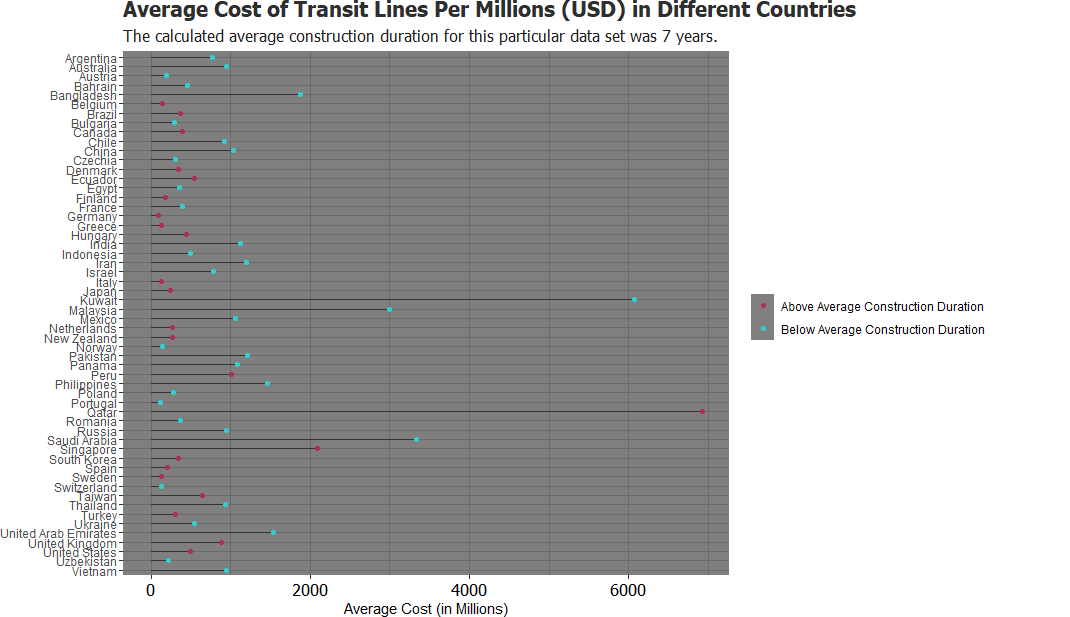 Average Cost of Transit Lines Per Millions (USD) in Different Countries
The calculated average construction duration for this particular data set was 7 years.
Argentina
Australia
Austria
Bahrain
Bangladesh
Belgium
Brazil
Bulgaria
Canada
Chile
China
Czechia
Denmark
Ecuador
Egypt
Finland
France
Germany
Greece
Hungary
India
Indonesia
Iran
Israel
Italy
Japan
Kuwait
Malaysia
Mexico
Netherlands
New Zealand
Norway
Pakistan
Panama
Peru
Philippines
Poland
Portugal
Qatar
Romania
Russia
Saudi Arabia
Singapore
South Korea
Spain
Sweden
Switzerland
Taiwan
Thailand
Turkey
Ukraine
United Arab Emirates
United Kingdom
United States
Uzbekistan
Vietnam
0 2000 4000 6000
Average Cost (in Millions)
Above Average Construction Duration
Below Average Construction Duration